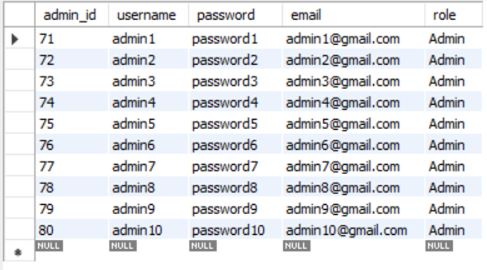 admin_id username password email role
71 admin1 password1 admin1@gmail.com Admin
72 admin2 password2 admin2@gmail.com Admin
73 admin3 password3 admin3@gmail.com Admin
74 admin4 password4 admin4@gmail.com Admin
75 admin5 password5 admin5@gmail.com Admin
76 admin6 password6 admin6@gmail.com Admin
77 admin7 password7 admin7@gmail.com Admin
78 admin8 password8 admin8@gmail.com Admin
79 admin9 password9 admin9@gmail.com Admin
80 admin10 password10 admin10@gmail.com Admin
NULL NULL NULL NULL NULL